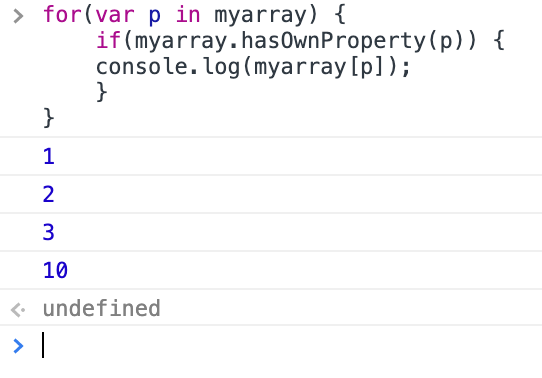 for(var p in myarray) {
    if(myarray.hasOwnProperty(p)) {
    console.log(myarray[p]);
    }
}
1
2
3
10
undefined